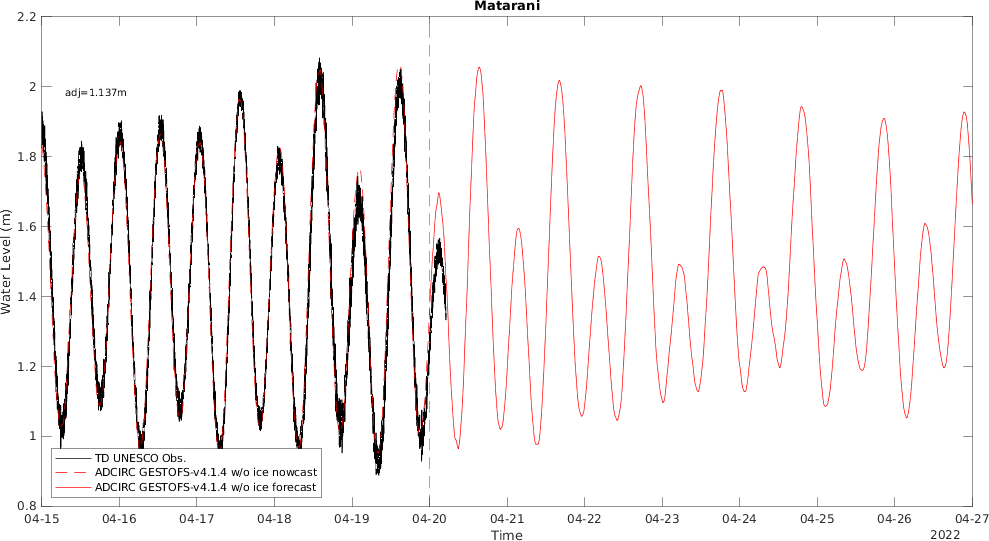 Matarani
2.2
2
1.8
1.6
1.4
1.2
1
0.8
Water Level (m)
adj=1.137m
TD UNESCO Obs.
ADCIRC GESTOFS-v4.1.4 w/o ice nowcast
ADCIRC GESTOFS-v4.1.4 w/o ice forecast
04-15 04-16 04-17 04-18 04-19 04-20 04-21 04-22 04-23 04-24 04-25 04-26 04-27
Time
2022